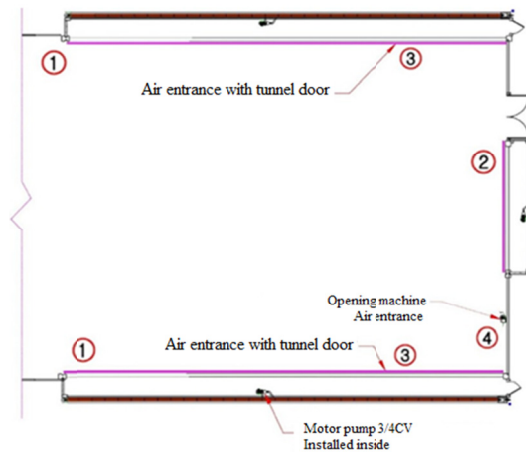 ①
③
Air entrance with tunnel door
②
Opening machine
Air entrance
④
①
Air entrance with tunnel door
③
Motor pump 3/4CV
Installed inside